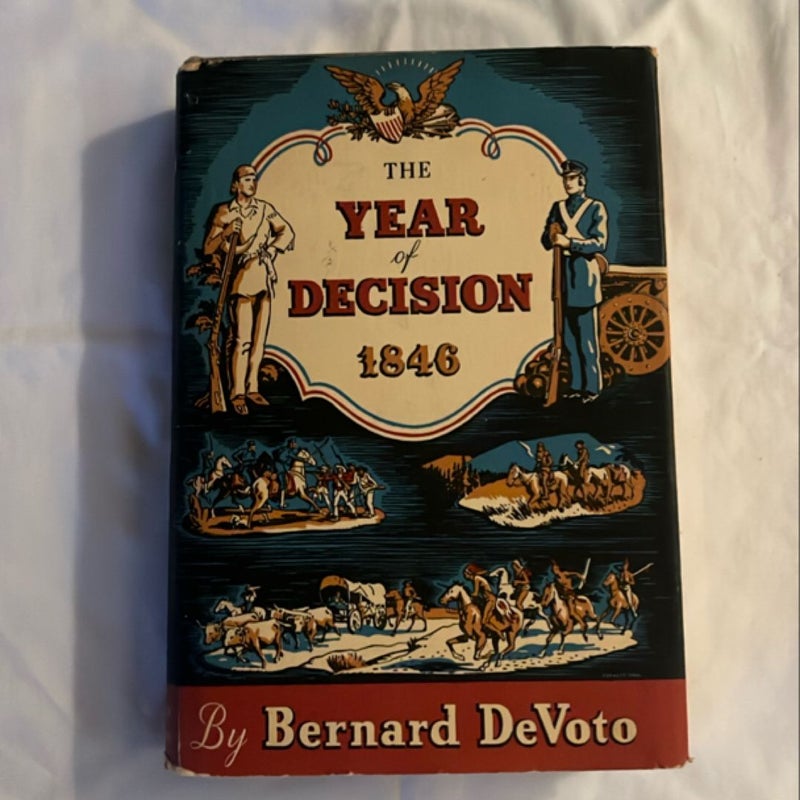 THE
YEAR
of
DECISION
1846
By Bernard DeVoto